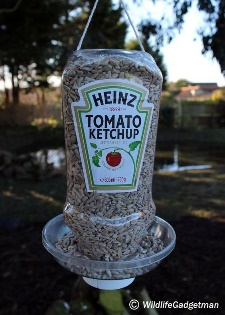 HEINZ
TOMATO
KETCHUP
© WildlifeGadgetman